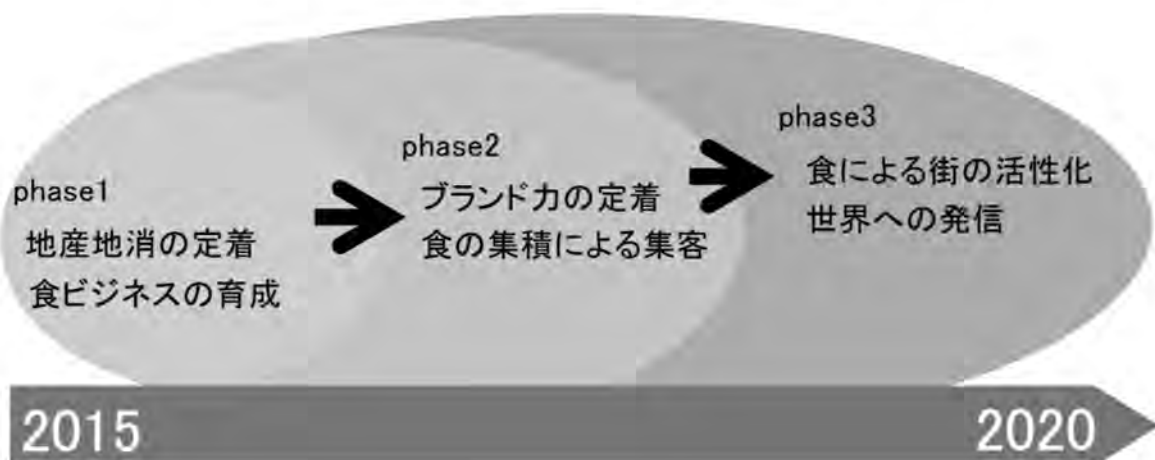 phase1
地産地消の定着
食ビジネスの育成
phase2
ブランド力の定着
食の集積による集客
phase3
食による街の活性化
世界への発信
2015
2020